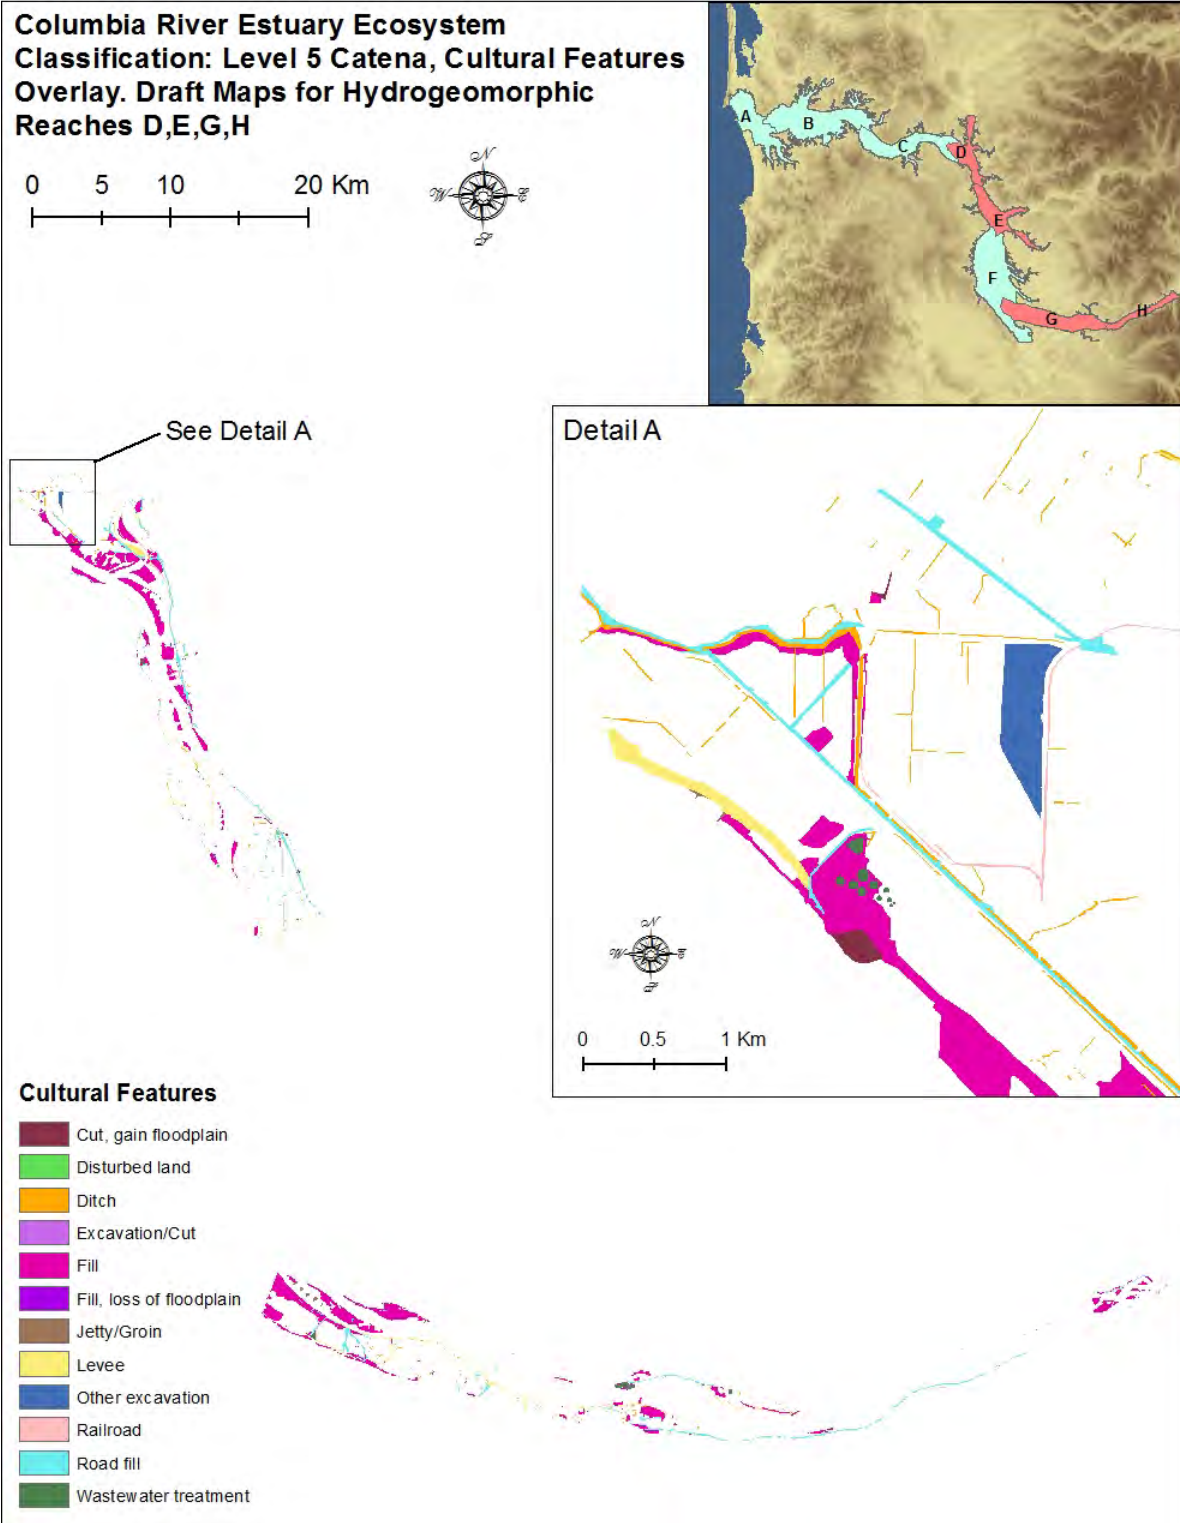 Columbia River Estuary Ecosystem
Classification: Level 5 Catena, Cultural Features
Overlay. Draft Maps for Hydrogeomorphic
Reaches D,E,G,H
0 5 10 20 Km
N
W E
S
A
B
C
D
E
F
G
H
See Detail A
Detail A
N
W E
S
0 0.5 1 Km
Cultural Features
Cut, gain floodplain
Disturbed land
Ditch
Excavation/Cut
Fill
Fill, loss of floodplain
Jetty/Groin
Levee
Other excavation
Railroad
Road fill
Wastewater treatment